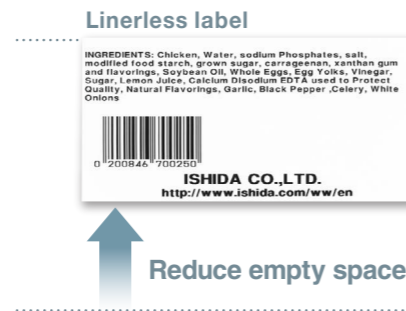 Linerless label
INGREDIENTS: Chicken, Water, sodium Phosphates, salt,
modified food starch, grown sugar, carrageenan, xanthan gum
and flavorings, Soybean Oil, Whole Eggs, Egg Yolks, Vinegar,
Sugar, Lemon Juice, Calcium Disodium EDTA used to Protect
Quality, Natural Flavorings, Garlic, Black Pepper ,Celery, White
Onions
0 200846 700250
ISHIDA CO.,LTD.
http://www.ishida.com/ww/en
Reduce empty space